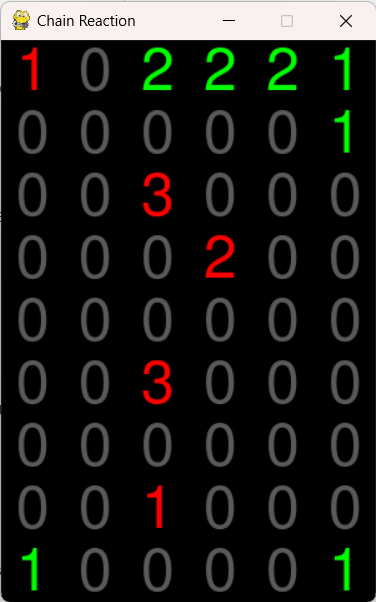 Chain Reaction
1 0 2 2 2 1
0 0 0 0 0 1
0 0 3 0 0 0
0 0 0 2 0 0
0 0 0 0 0 0
0 0 3 0 0 0
0 0 0 0 0 0
0 0 1 0 0 0
1 0 0 0 0 1